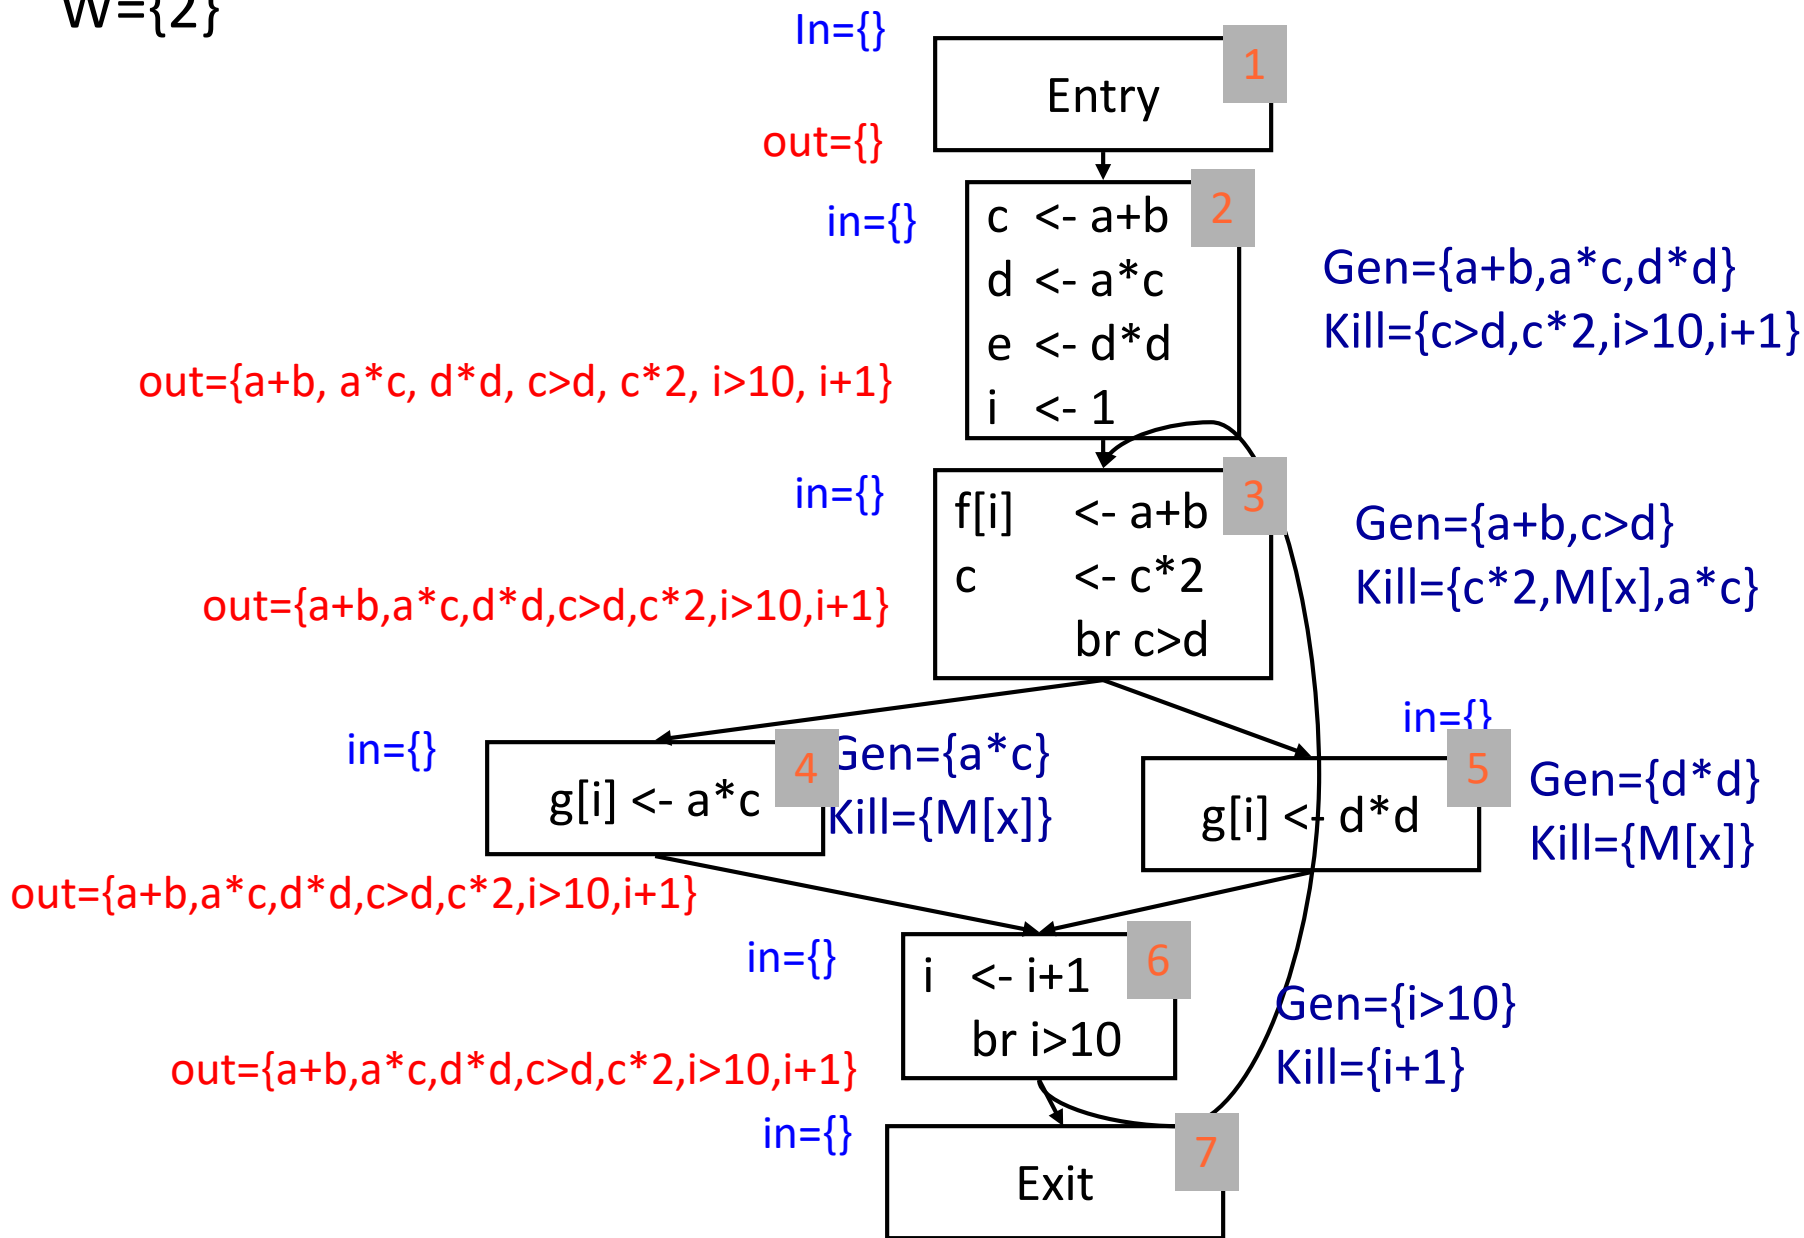 W={2}
In={}
1
Entry
out={}
in={}
2
c <- a+b
d <- a*c
e <- d*d
i <- 1
Gen={a+b,a*c,d*d}
Kill={c>d,c*2,i>10,i+1}
out={a+b, a*c, d*d, c>d, c*2, i>10, i+1}
in={}
3
f[i] <- a+b
c <- c*2
br c>d
Gen={a+b,c>d}
Kill={c*2,M[x],a*c}
out={a+b,a*c,d*d,c>d,c*2,i>10,i+1}
in={}
4
g[i] <- a*c
Gen={a*c}
Kill={M[x]}
in={}
5
g[i] <- d*d
Gen={d*d}
Kill={M[x]}
out={a+b,a*c,d*d,c>d,c*2,i>10,i+1}
in={}
6
i <- i+1
br i>10
Gen={i>10}
Kill={i+1}
out={a+b,a*c,d*d,c>d,c*2,i>10,i+1}
in={}
7
Exit